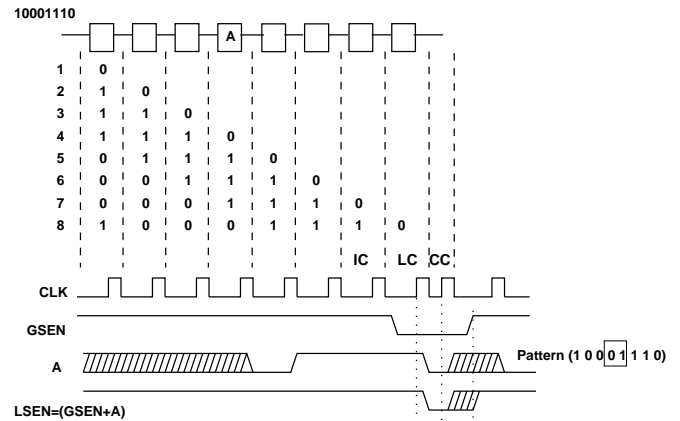 10001110
A
1 0
2 1 0
3 1 1 0
4 1 1 1 0
5 0 1 1 1 0
6 0 0 1 1 1 0
7 0 0 0 1 1 1 0
8 1 0 0 0 1 1 1 0
IC LC CC
CLK
GSEN
A
Pattern (1 0 0 0 1 1 1 0)
LSEN=(GSEN+A)